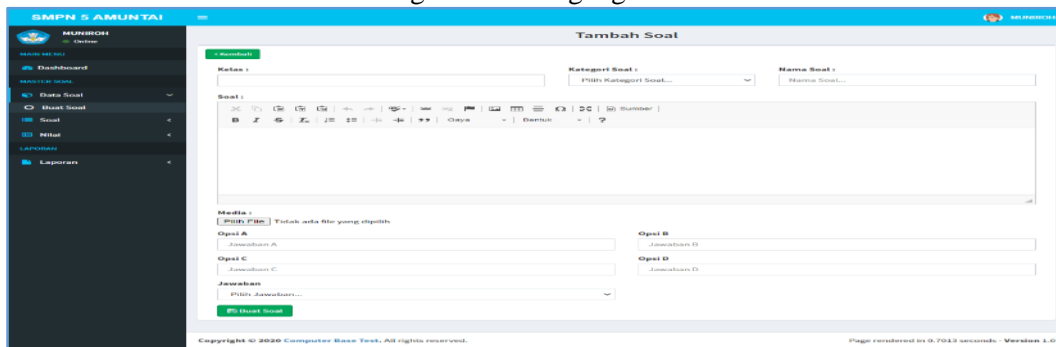 SMPN 5 AMUNTAI
MUNIROH
MUNIROH
Online
MAIN MENU
Dashboard
MASTER SOAL
Data Soal
Buat Soal
Soal
Nilai
LAPORAN
Laporan
Tambah Soal
Kembali
Kelas :
Kategori Soal :
Nama Soal :
Pilih Kategori Soal...
Nama Soal...
Soal :
Sumber
B I S
Gaya
Bentuk
?
Media :
Pilih File Tidak ada file yang dipilih
Opsi A
Opsi B
Jawaban A
Jawaban B
Opsi C
Opsi D
Jawaban C
Jawaban D
Jawaban
Pilih Jawaban...
Buat Soal
Copyright © 2020 Computer Base Test. All rights reserved.
Page rendered in 0.7013 seconds - Version 1.0